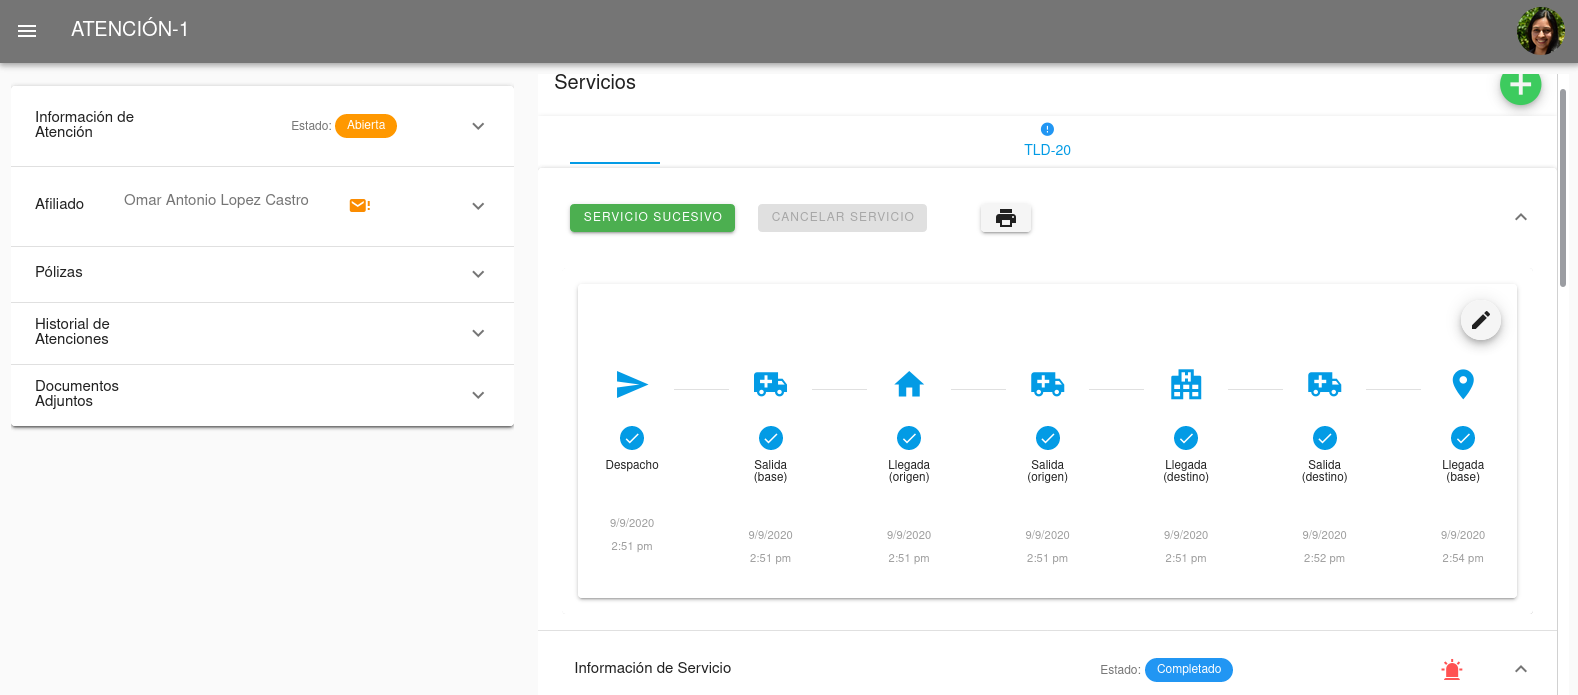 ATENCIÓN-1
Información de
Atención
Estado: Abierta
Afiliado
Omar Antonio Lopez Castro
Pólizas
Historial de
Atenciones
Documentos
Adjuntos
Servicios
TLD-20
SERVICIO SUCESIVO
CANCELAR SERVICIO
Despacho
9/9/2020
2:51 pm
Salida
(base)
9/9/2020
2:51 pm
Llegada
(origen)
9/9/2020
2:51 pm
Salida
(origen)
9/9/2020
2:51 pm
Llegada
(destino)
9/9/2020
2:51 pm
Salida
(destino)
9/9/2020
2:52 pm
Llegada
(base)
9/9/2020
2:54 pm
Información de Servicio
Estado: Completado